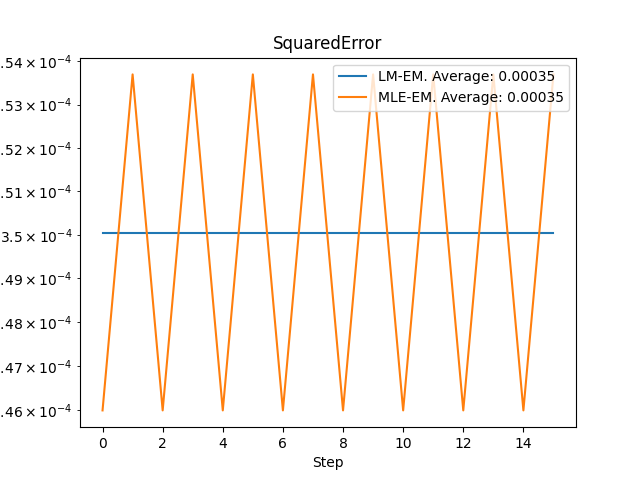 SquaredError
.54 × 10⁻⁴
.53 × 10⁻⁴
.52 × 10⁻⁴
.51 × 10⁻⁴
3.5 × 10⁻⁴
.49 × 10⁻⁴
.48 × 10⁻⁴
.47 × 10⁻⁴
.46 × 10⁻⁴
LM-EM. Average: 0.00035
MLE-EM. Average: 0.00035
0 2 4 6 8 10 12 14
Step